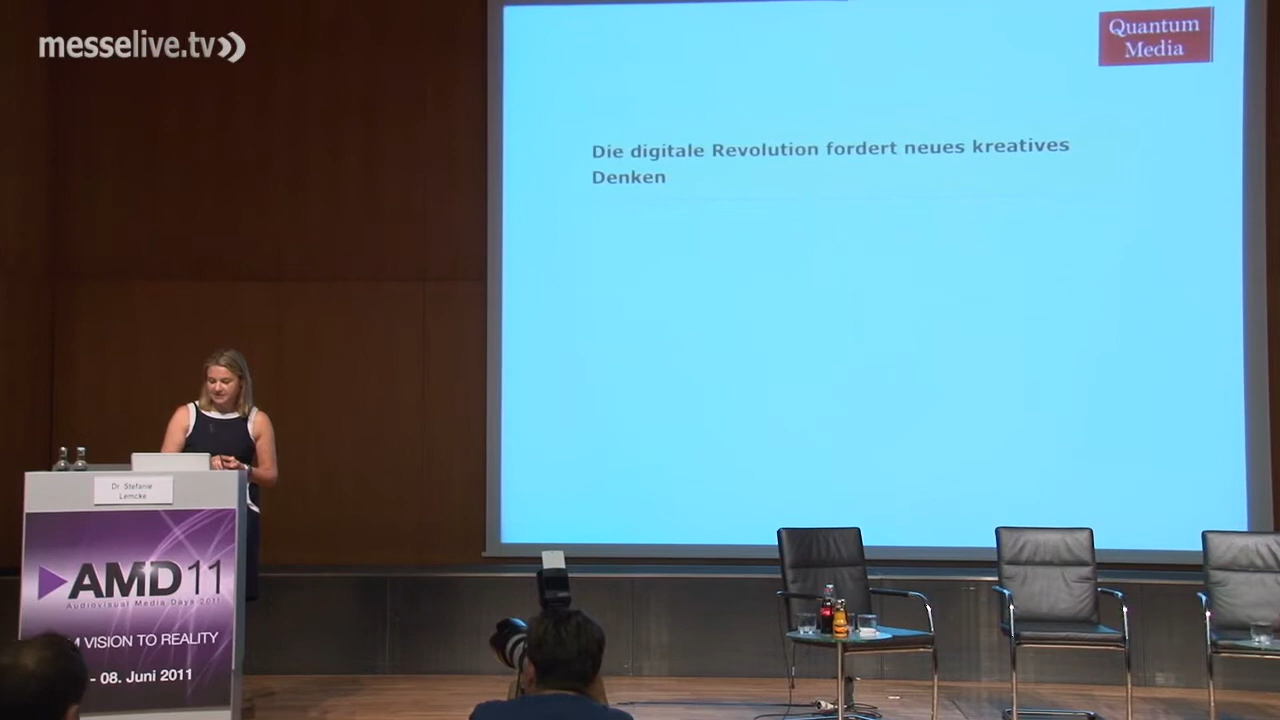 messelive.tv
Quantum
Media
Die digitale Revolution fordert neues kreatives
Denken
Dr. Stefanie
Lemcke
AMD11
Audiovisual Media Days 2011
M VISION TO REALITY
- 08. Juni 2011